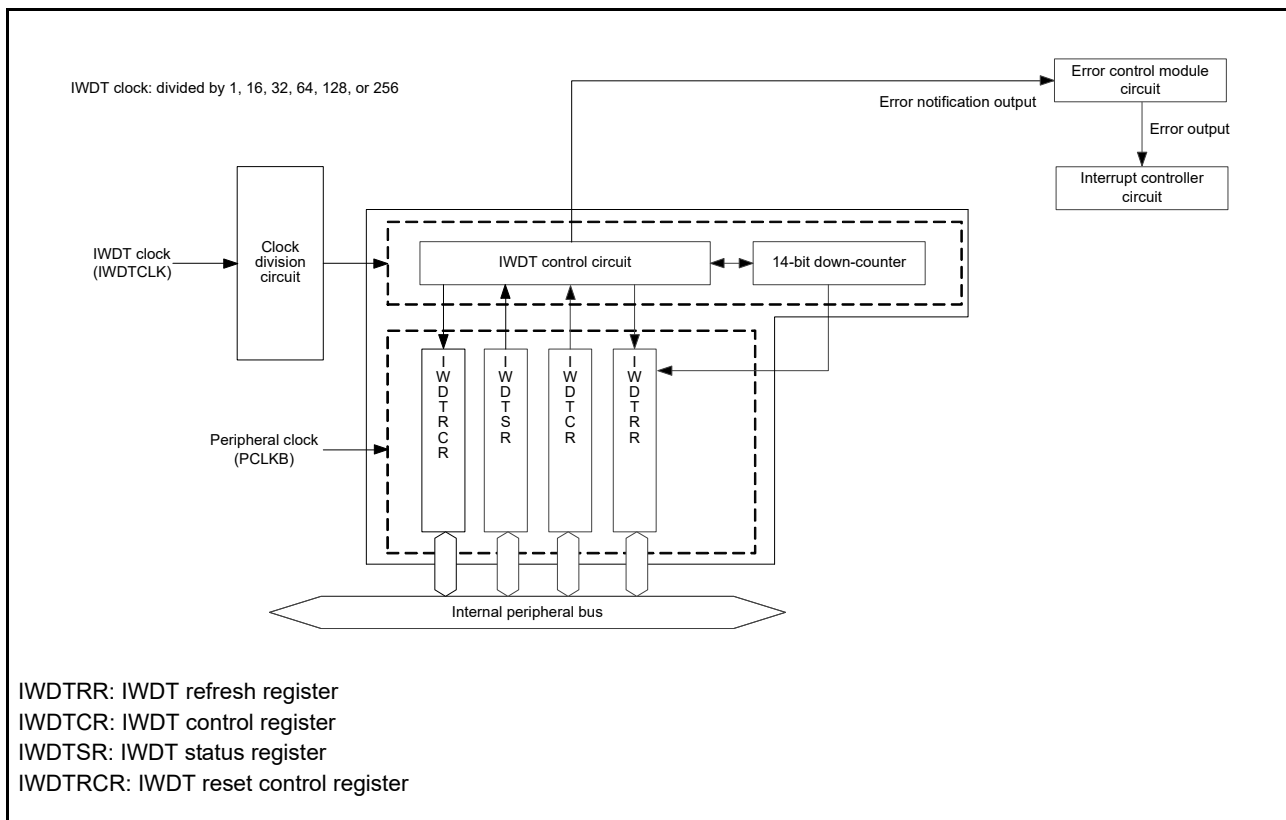 IWDT clock: divided by 1, 16, 32, 64, 128, or 256
Error control module
circuit
Error notification output
Error output
Interrupt controller
circuit
Clock
division
circuit
IWDT clock
(IWDTCLK)
IWDT control circuit
14-bit down-counter
IWDTRCR
IWDTSR
IWDTCR
IWDTRR
Peripheral clock
(PCLKB)
Internal peripheral bus
IWDTRR: IWDT refresh register
IWDTCR: IWDT control register
IWDTSR: IWDT status register
IWDTRCR: IWDT reset control register